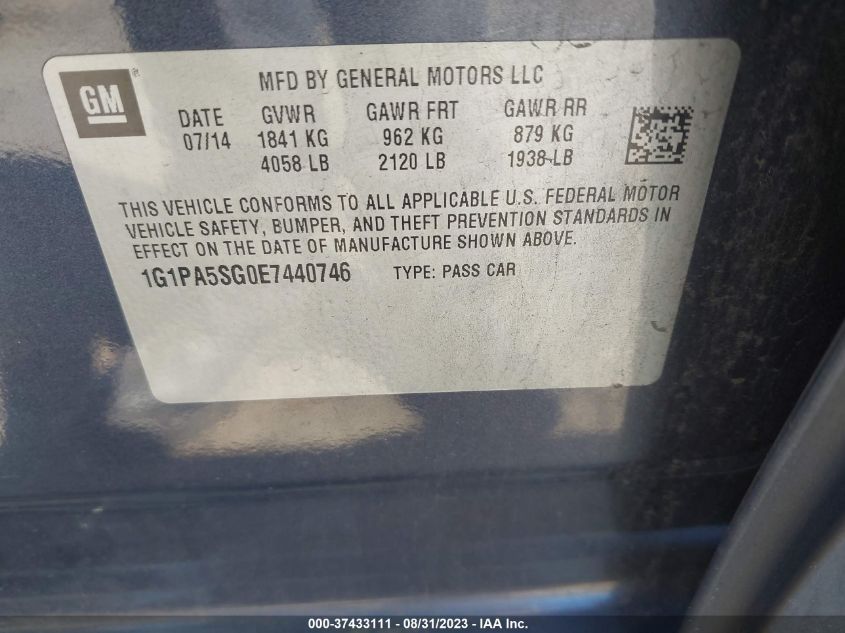 GM ®
MFD BY GENERAL MOTORS LLC
DATE GVWR GAWR FRT GAWR RR
07/14 1841 KG 962 KG 879 KG
4058 LB 2120 LB 1938 LB
THIS VEHICLE CONFORMS TO ALL APPLICABLE U.S. FEDERAL MOTOR
VEHICLE SAFETY, BUMPER, AND THEFT PREVENTION STANDARDS IN
EFFECT ON THE DATE OF MANUFACTURE SHOWN ABOVE.
1G1PA5SG0E7440746 TYPE: PASS CAR
000-37433111 - 08/31/2023 - IAA Inc.